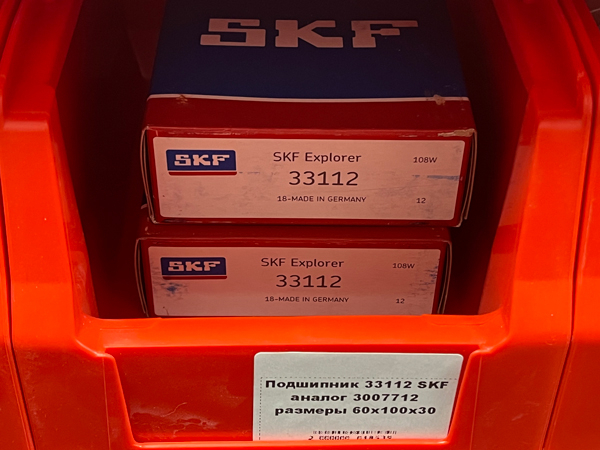 SKF
SKF
SKF Explorer
108W
33112
18-MADE IN GERMANY
12
SKF
SKF Explorer
108W
33112
18-MADE IN GERMANY
12
Подшипник 33112 SKF
аналог 3007712
размеры 60x100x30